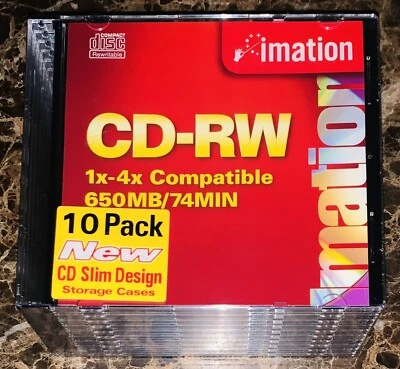 COMPACT
disc
Rewritable
imation
CD-RW
1x-4x Compatible
650MB/74MIN
10 Pack
New
CD Slim Design
Storage Cases
imation